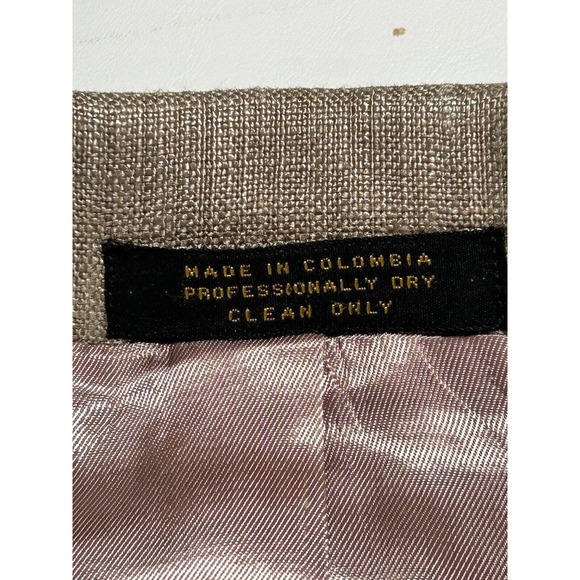 MADE IN COLOMBIA
PROFESSIONALLY DRY
CLEAN ONLY